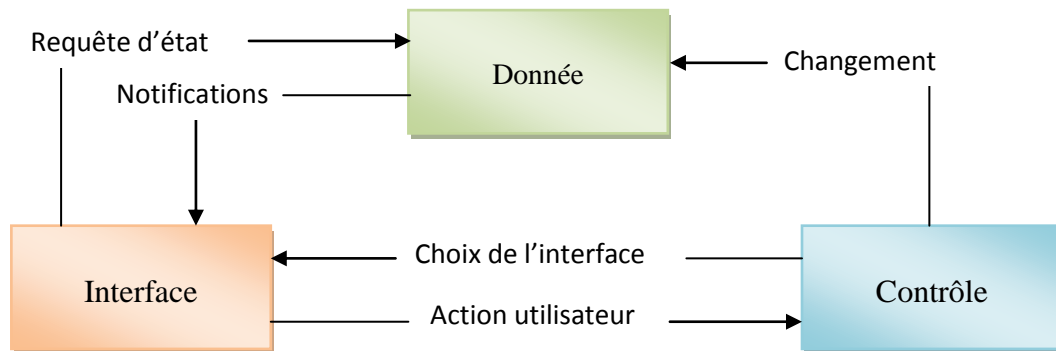 Requête d’état
Donnée
Changement
Notifications
Choix de l’interface
Interface
Contrôle
Action utilisateur